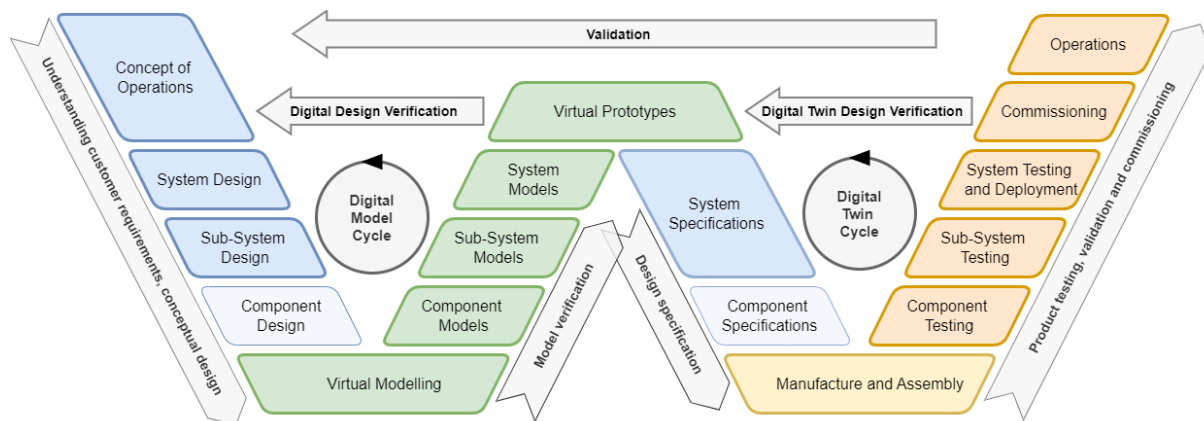 Validation
Operations
Concept of
Operations
Digital Design Verification
Virtual Prototypes
Digital Twin Design Verification
Commissioning
System Design
Digital
Model
Cycle
System
Models
System
Specifications
Digital
Twin
Cycle
System Testing
and Deployment
Sub-System
Design
Sub-System
Models
Sub-System
Testing
Component
Design
Component
Models
Component
Specifications
Component
Testing
Virtual Modelling
Manufacture and Assembly
Understanding customer requirements, conceptual design
Model verification
Design specification
Product testing, validation and commissioning